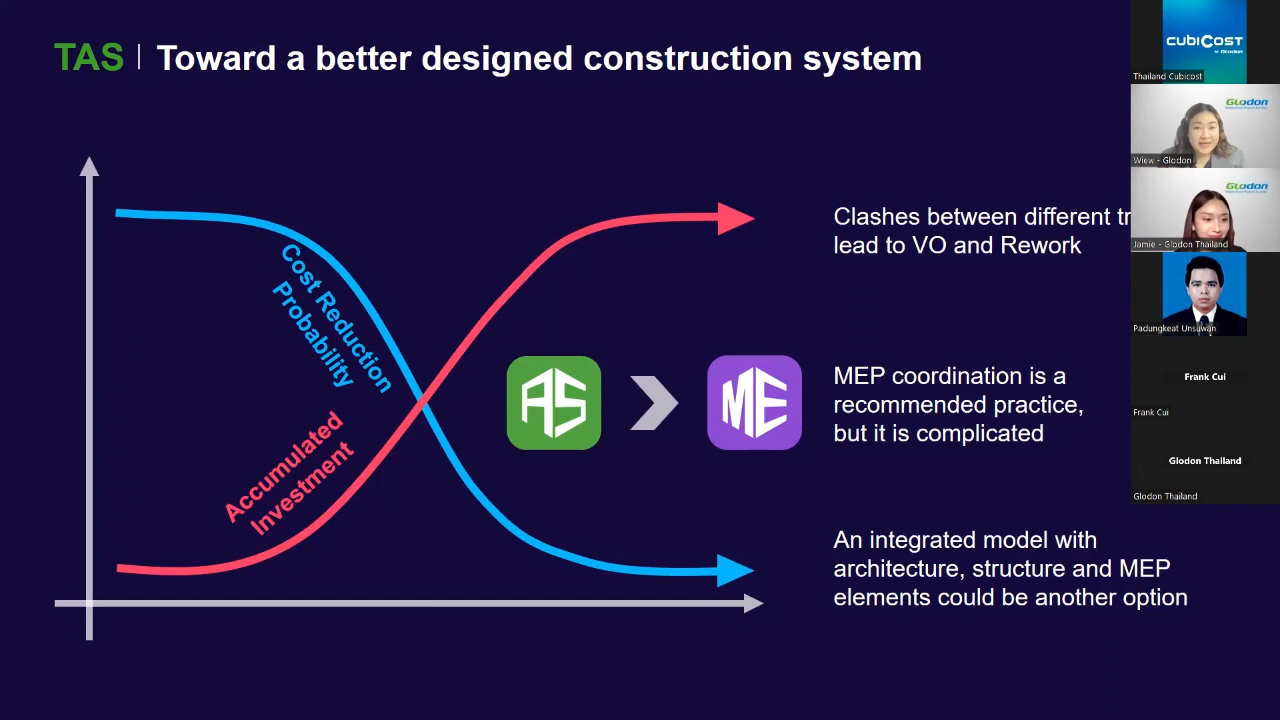 TAS | Toward a better designed construction system
Cost Reduction
Probability
Accumulated
Investment
AS
ME
Clashes between different
lead to VO and Rework
MEP coordination is a
recommended practice,
but it is complicated
An integrated model with
architecture, structure and MEP
elements could be another option
CUBICOST
BY GLODON
Thailand Cubicost
Glodon
Wiew - Glodon
Glodon
Jamie - Glodon Thailand
Padungkeat Unsuwan
Frank Cui
Frank Cui
Glodon Thailand
Glodon Thailand